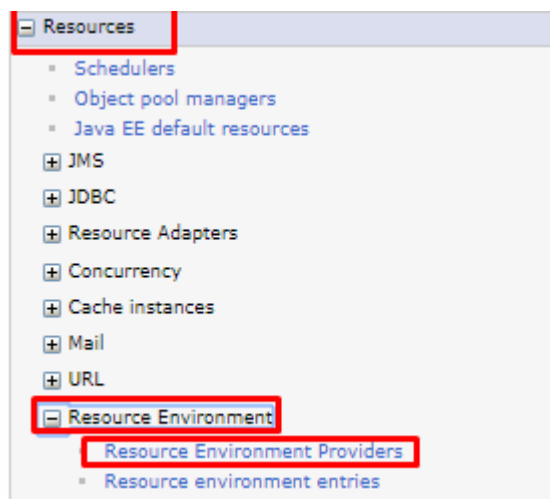 Resources
Schedulers
Object pool managers
Java EE default resources
JMS
JDBC
Resource Adapters
Concurrency
Cache instances
Mail
URL
Resource Environment
Resource Environment Providers
Resource environment entries